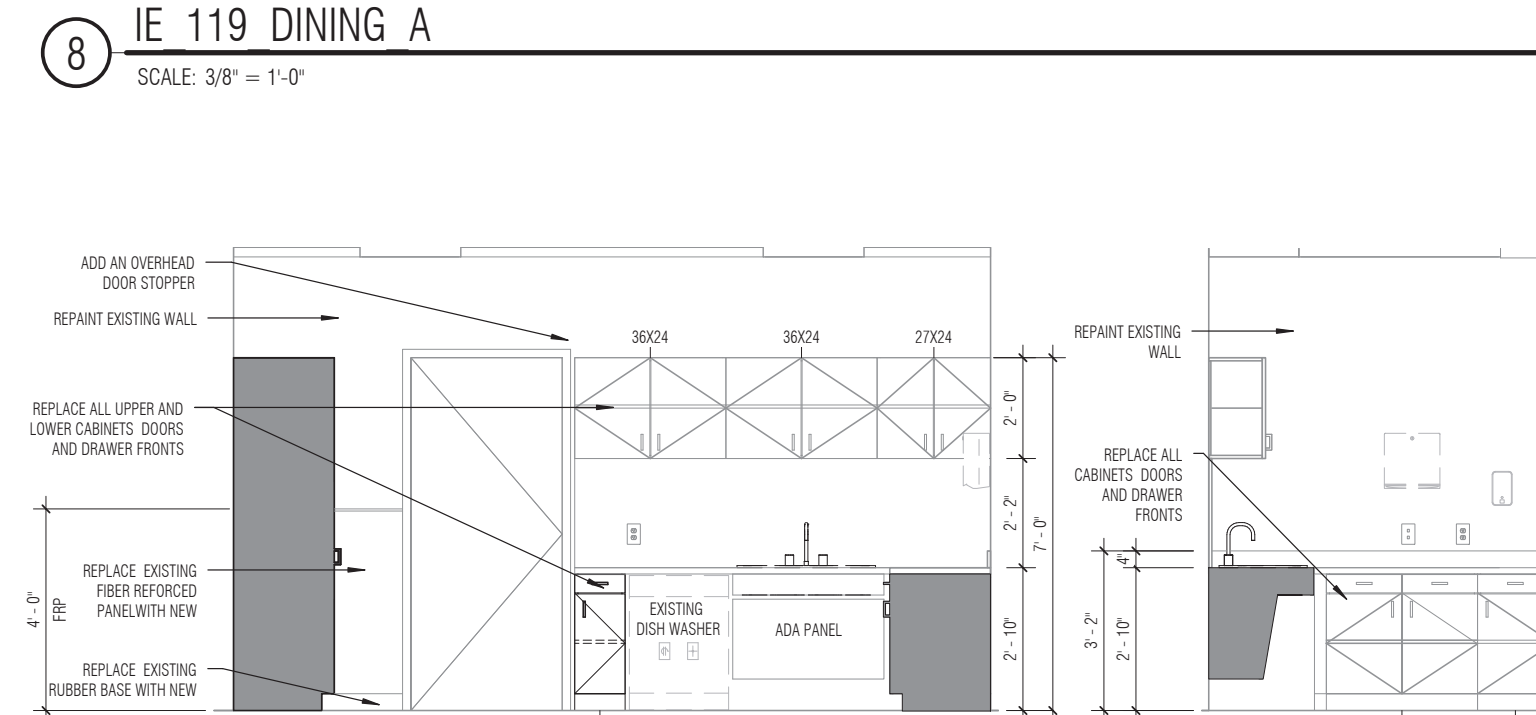 8
IE 119 DINING A
SCALE: 3/8" = 1'-0"
ADD AN OVERHEAD
DOOR STOPPER
REPAINT EXISTING WALL
REPLACE ALL UPPER AND
LOWER CABINETS DOORS
AND DRAWER FRONTS
4' - 0"
FRP
REPLACE EXISTING
FIBER REFORCED
PANELWITH NEW
REPLACE EXISTING
RUBBER BASE WITH NEW
36X24
36X24
27X24
EXISTING
DISH WASHER
ADA PANEL
2' - 0"
2' - 2"
7' - 0"
2' - 10"
REPAINT EXISTING
WALL
REPLACE ALL
CABINETS DOORS
AND DRAWER
FRONTS
4"
3' - 2"
2' - 10"